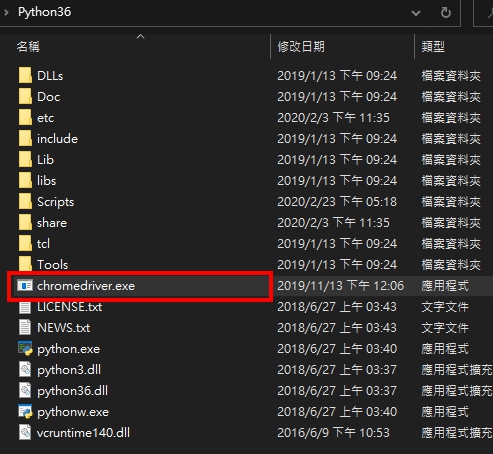 Python36
名稱 修改日期 類型
DLLs 2019/1/13 下午 09:24 檔案資料夾
Doc 2019/1/13 下午 09:24 檔案資料夾
etc 2020/2/3 下午 11:35 檔案資料夾
include 2019/1/13 下午 09:24 檔案資料夾
Lib 2019/1/13 下午 09:24 檔案資料夾
libs 2019/1/13 下午 09:24 檔案資料夾
Scripts 2020/2/23 下午 05:18 檔案資料夾
share 2020/2/3 下午 11:35 檔案資料夾
tcl 2019/1/13 下午 09:24 檔案資料夾
Tools 2019/1/13 下午 09:24 檔案資料夾
chromedriver.exe 2019/11/13 下午 12:06 應用程式
LICENSE.txt 2018/6/27 上午 03:43 文字文件
NEWS.txt 2018/6/27 上午 03:43 文字文件
python.exe 2018/6/27 上午 03:40 應用程式
python3.dll 2018/6/27 上午 03:37 應用程式擴充
python36.dll 2018/6/27 上午 03:37 應用程式擴充
pythonw.exe 2018/6/27 上午 03:40 應用程式
vcruntime140.dll 2016/6/9 下午 10:53 應用程式擴充